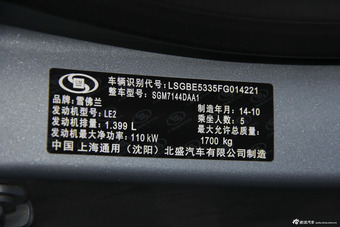 车辆识别代号: LSGBE5335FG014221
整车型号: SGM7144DAA1
品牌: 雪佛兰 制造年月: 14-10
发动机型号: LE2 乘坐人数: 5
发动机排量: 1.399 L 最大允许总质量:
发动机最大净功率: 110 kW 1700 kg
中国 上海通用 (沈阳) 北盛汽车有限公司制造